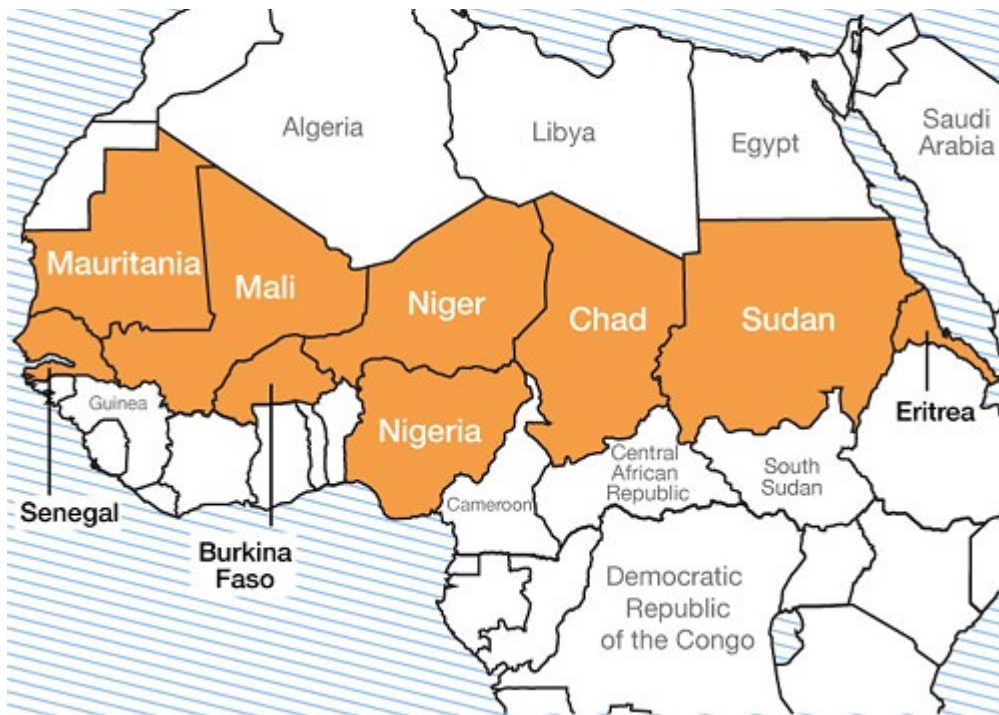 Algeria
Libya
Egypt
Saudi
Arabia
Mauritania
Mali
Niger
Chad
Sudan
Eritrea
Guinea
Nigeria
Senegal
Burkina
Faso
Cameroon
Central
African
Republic
South
Sudan
Democratic
Republic
of the Congo